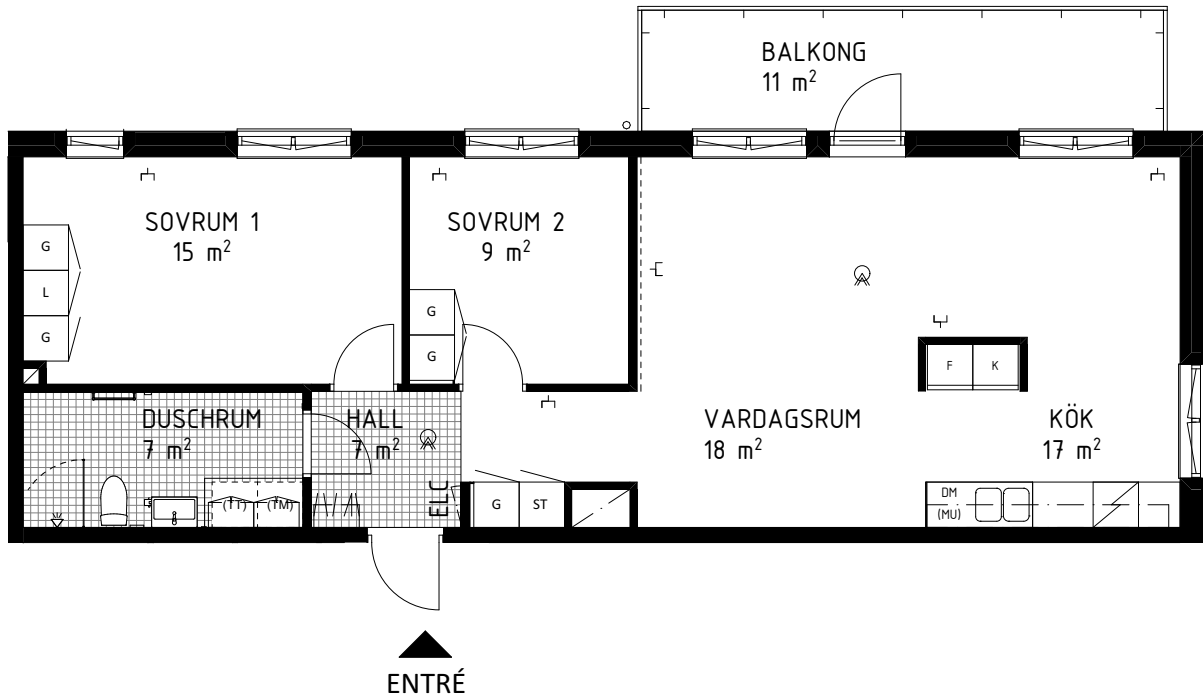 BALKONG
11 m²
SOVRUM 1
15 m²
SOVRUM 2
9 m²
G
L
G
G
G
F
K
DUSCHRUM
7 m²
HALL
7 m²
VARDAGSRUM
18 m²
KÖK
17 m²
(TT)
(TM)
ELC
G
ST
DM
(MU)
ENTRÉ